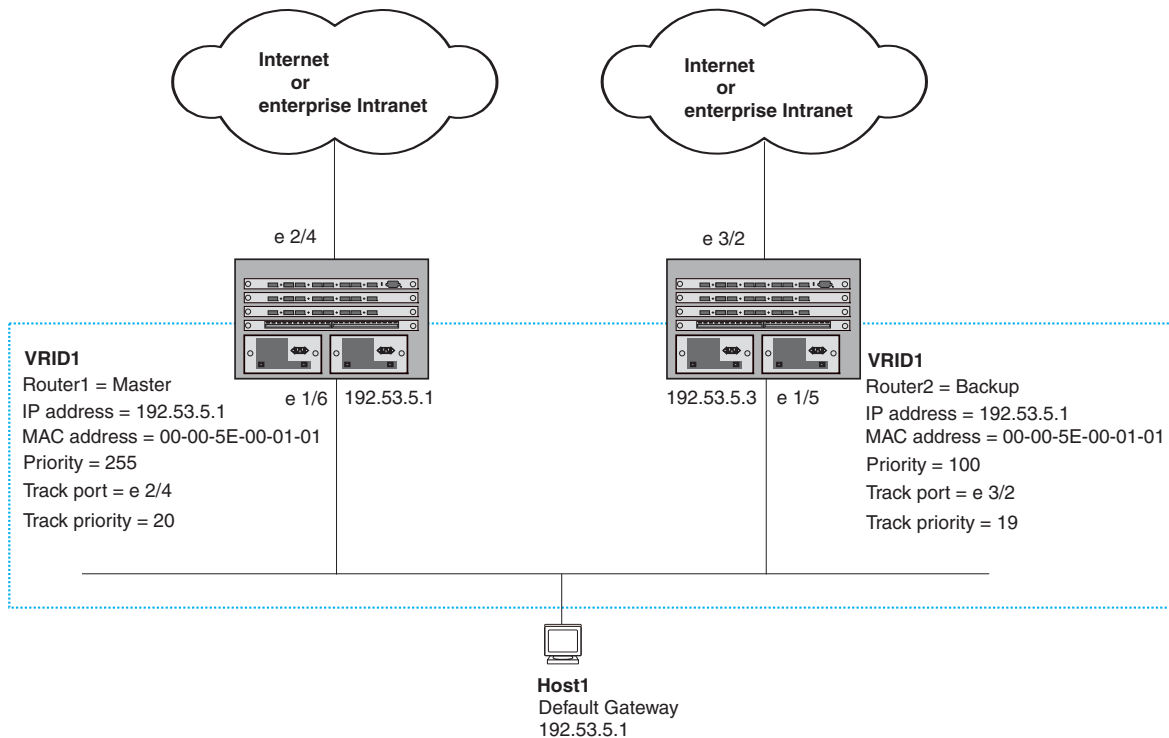 Internet
or
enterprise Intranet
Internet
or
enterprise Intranet
e 2/4
e 3/2
VRID1
Router1 = Master
IP address = 192.53.5.1
MAC address = 00-00-5E-00-01-01
Priority = 255
Track port = e 2/4
Track priority = 20
e 1/6
192.53.5.1
192.53.5.3
e 1/5
VRID1
Router2 = Backup
IP address = 192.53.5.1
MAC address = 00-00-5E-00-01-01
Priority = 100
Track port = e 3/2
Track priority = 19
Host1
Default Gateway
192.53.5.1